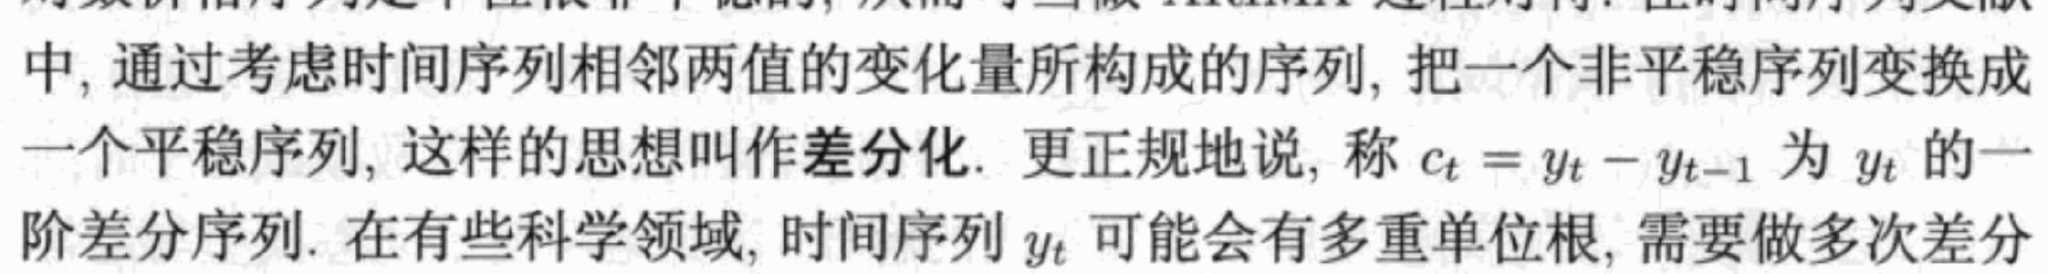 中, 通过考虑时间序列相邻两值的变化量所构成的序列, 把一个非平稳序列变换成
一个平稳序列, 这样的思想叫作差分化. 更正规地说, 称 $c_t = y_t - y_{t-1}$ 为 $y_t$ 的一
阶差分序列. 在有些科学领域, 时间序列 $y_t$ 可能会有多重单位根, 需要做多次差分